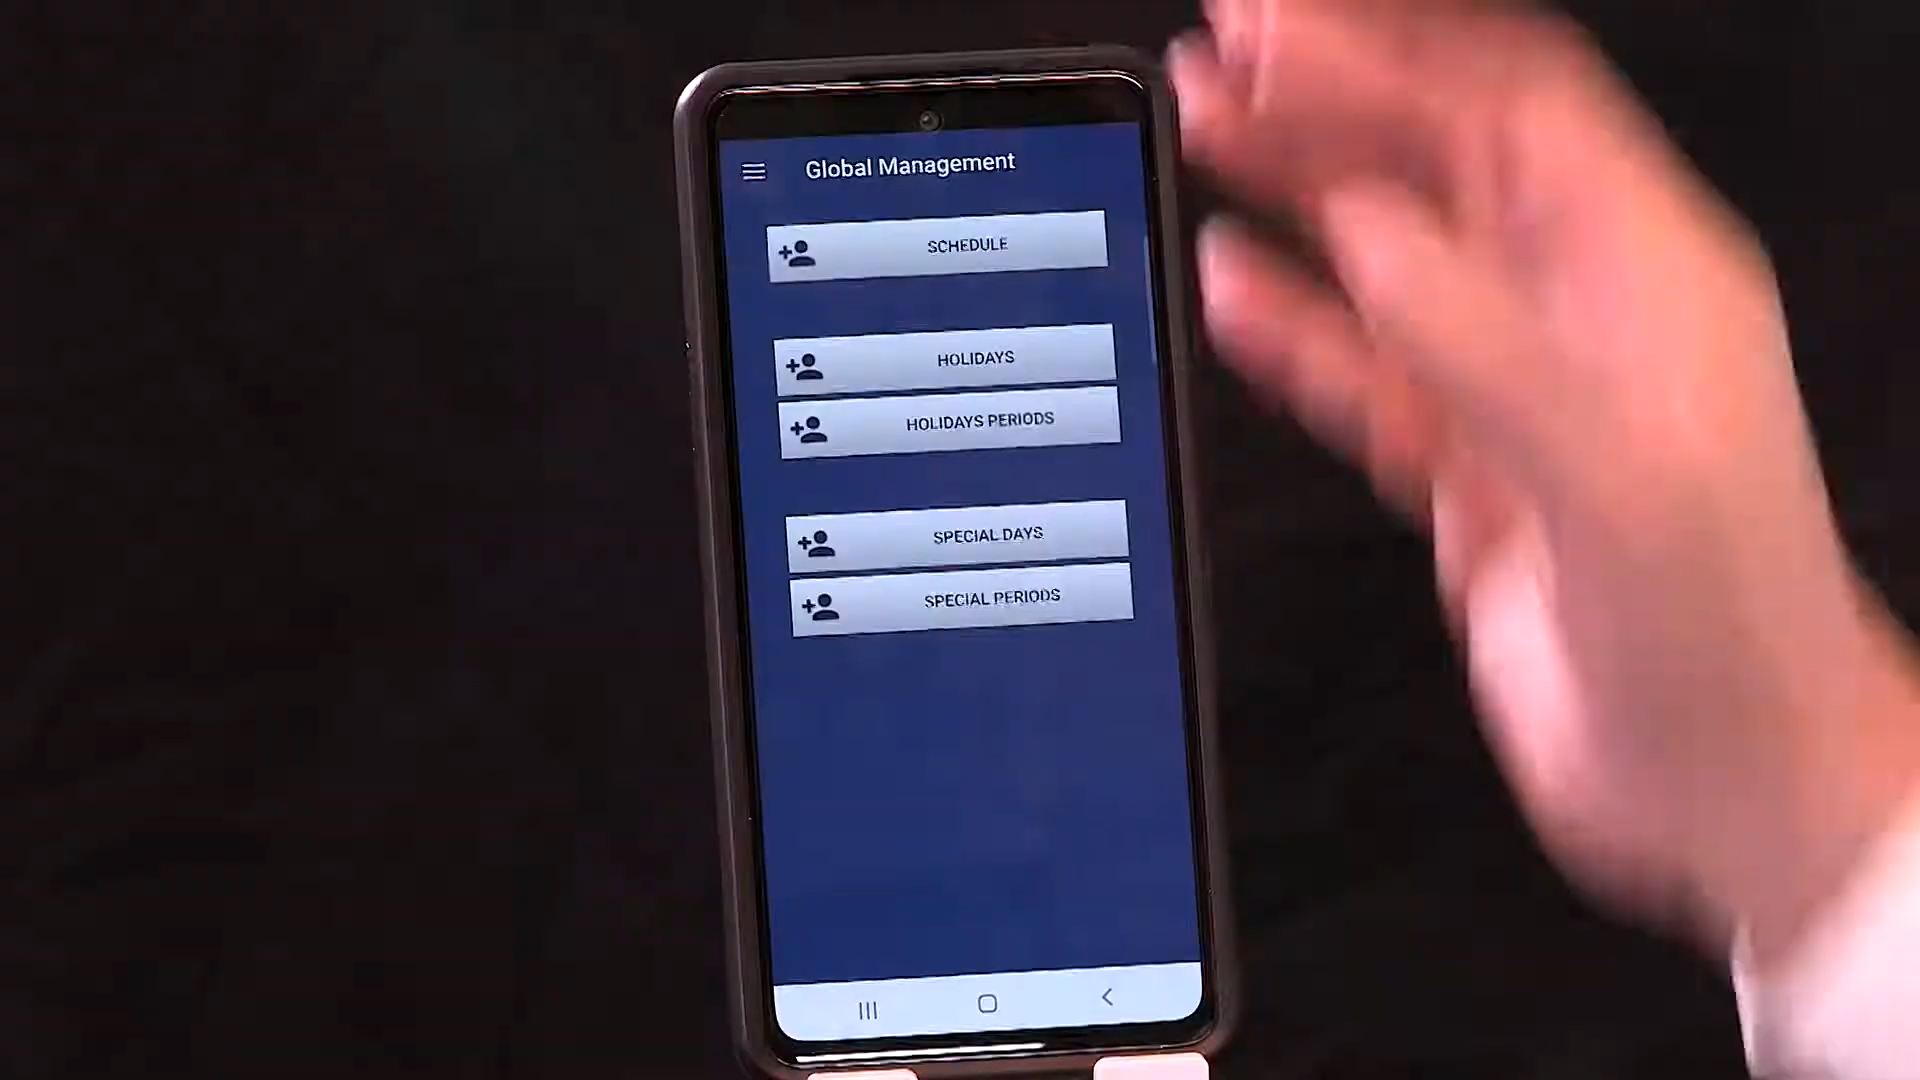 Global Management
SCHEDULE
HOLIDAYS
HOLIDAYS PERIODS
SPECIAL DAYS
SPECIAL PERIODS